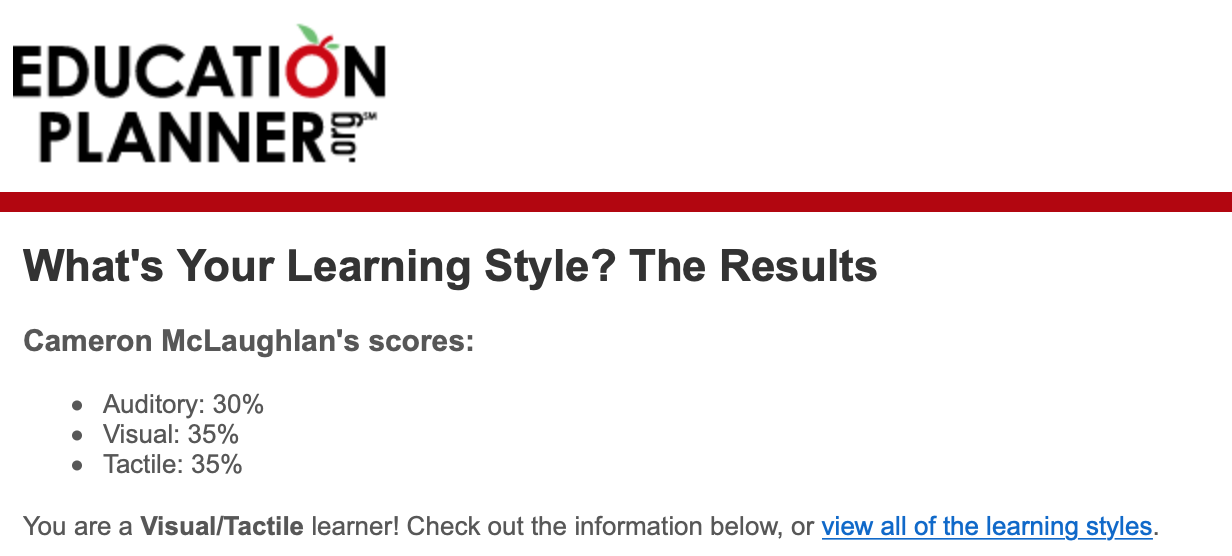 EDUCATION
PLANNER.org℠
What's Your Learning Style? The Results
Cameron McLaughlan's scores:
• Auditory: 30%
• Visual: 35%
• Tactile: 35%
You are a Visual/Tactile learner! Check out the information below, or view all of the learning styles.